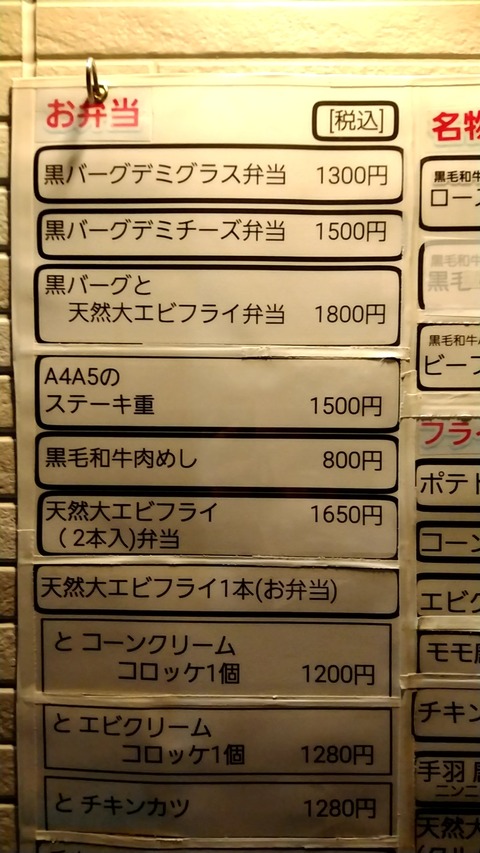 お弁当
[税込]
黒バーグデミグラス弁当 1300円
黒バーグデミチーズ弁当 1500円
黒バーグと
天然大エビフライ弁当 1800円
A4A5の
ステーキ重 1500円
黒毛和牛肉めし 800円
天然大エビフライ 1650円
(2本入)弁当
天然大エビフライ1本(お弁当)
と コーンクリーム
コロッケ1個 1200円
と エビクリーム
コロッケ1個 1280円
と チキンカツ 1280円
名物
黒毛和牛
ロース
黒毛和牛
黒毛
黒毛和牛
ビーフ
フライ
ポテト
コーン
エビク
モモ
チキン
手羽
ニンニ
天然大